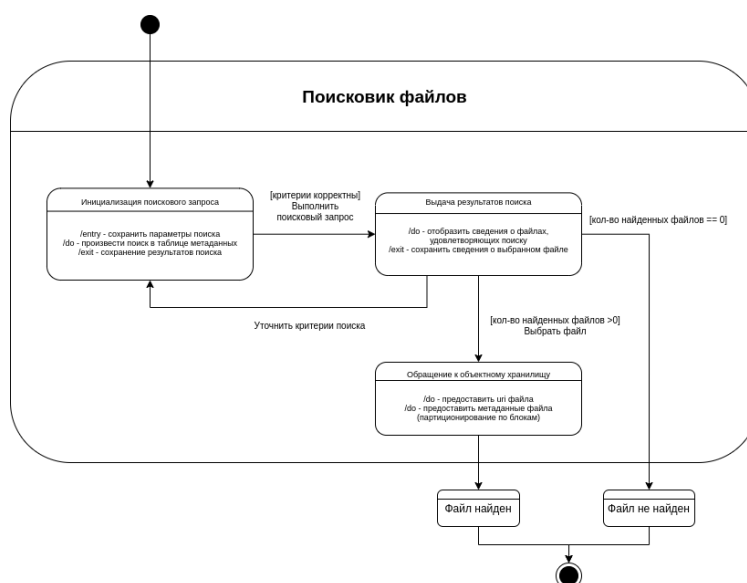 Поисковик файлов
Инициализация поискового запроса
/entry - сохранить параметры поиска
/do - произвести поиск в таблице метаданных
/exit - сохранение результатов поиска
[критерии корректны]
Выполнить
поисковый запрос
Выдача результатов поиска
/do - отобразить сведения о файлах,
удовлетворяющих поиску
/exit - сохранить сведения о выбранном файле
[кол-во найденных файлов == 0]
Уточнить критерии поиска
[кол-во найденных файлов >0]
Выбрать файл
Обращение к объектному хранилищу
/do - предоставить uri файла
/do - предоставить метаданные файла
(партиционирование по блокам)
Файл найден
Файл не найден